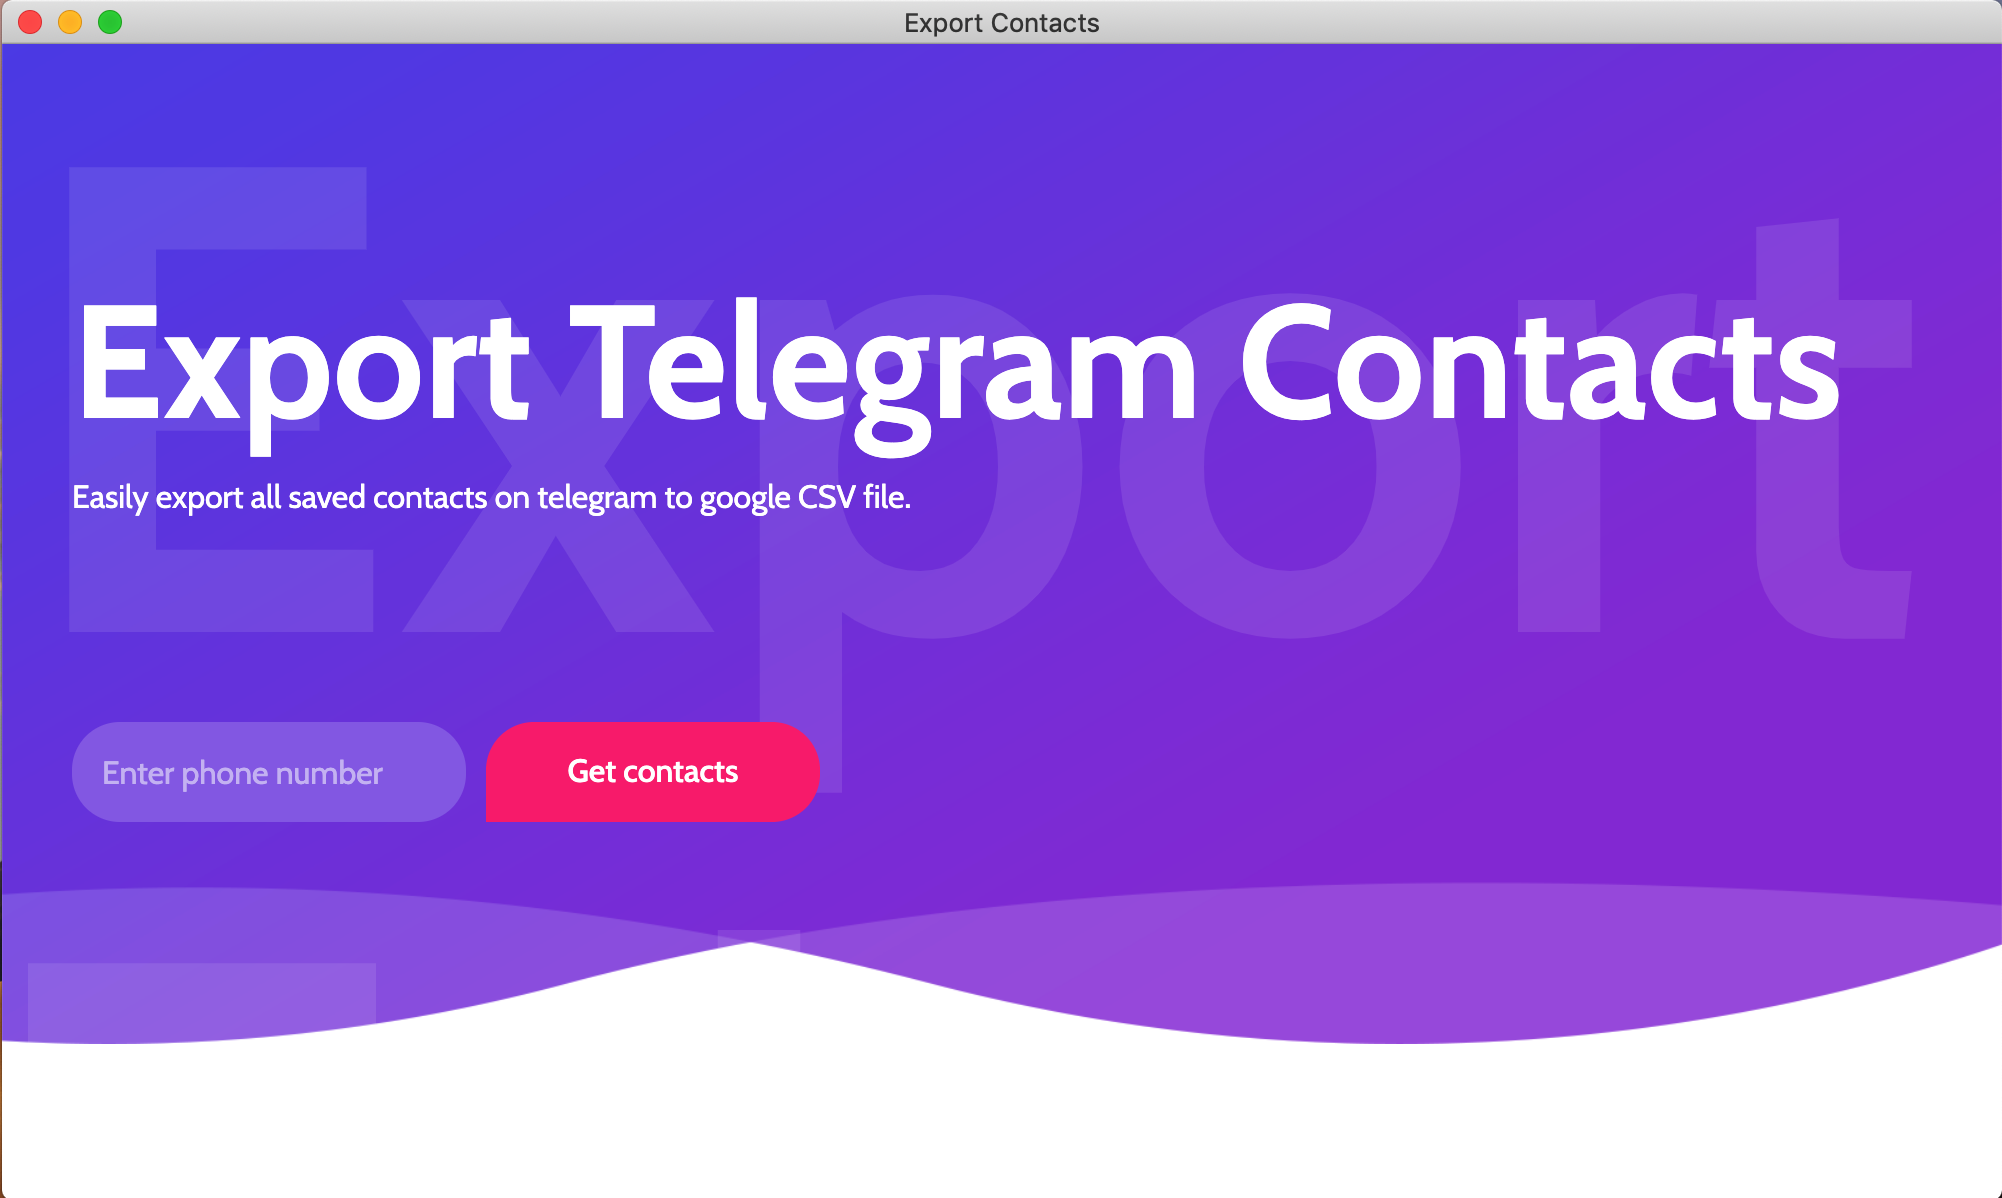 Export Contacts
Export
Export Telegram Contacts
Easily export all saved contacts on telegram to google CSV file.
Enter phone number
Get contacts